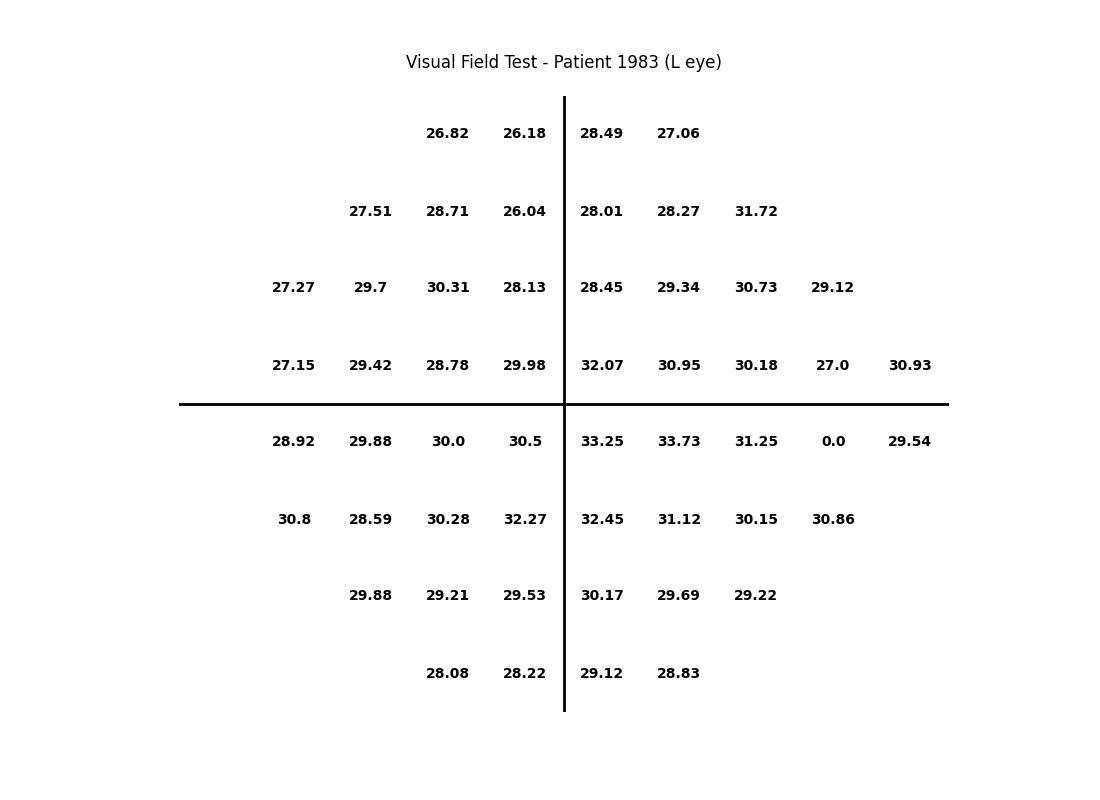 Visual Field Test - Patient 1983 (L eye)
26.82 26.18 28.49 27.06
27.51 28.71 26.04 28.01 28.27 31.72
27.27 29.7 30.31 28.13 28.45 29.34 30.73 29.12
27.15 29.42 28.78 29.98 32.07 30.95 30.18 27.0 30.93
28.92 29.88 30.0 30.5 33.25 33.73 31.25 0.0 29.54
30.8 28.59 30.28 32.27 32.45 31.12 30.15 30.86
29.88 29.21 29.53 30.17 29.69 29.22
28.08 28.22 29.12 28.83